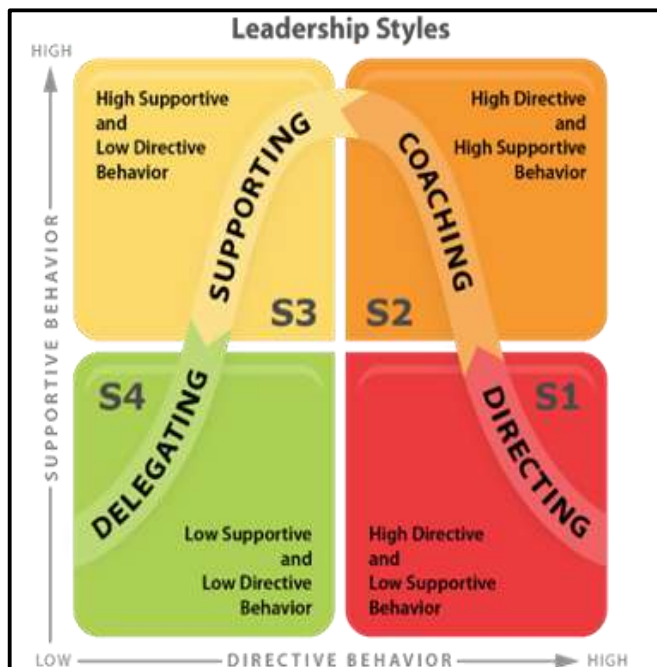 Leadership Styles
HIGH
SUPPORTIVE BEHAVIOR
High Supportive
and
Low Directive
Behavior
SUPPORTING
S3
High Directive
and
High Supportive
Behavior
COACHING
S2
S4
DELEGATING
Low Supportive
and
Low Directive
Behavior
S1
DIRECTING
High Directive
and
Low Supportive
Behavior
LOW
DIRECTIVE BEHAVIOR
HIGH